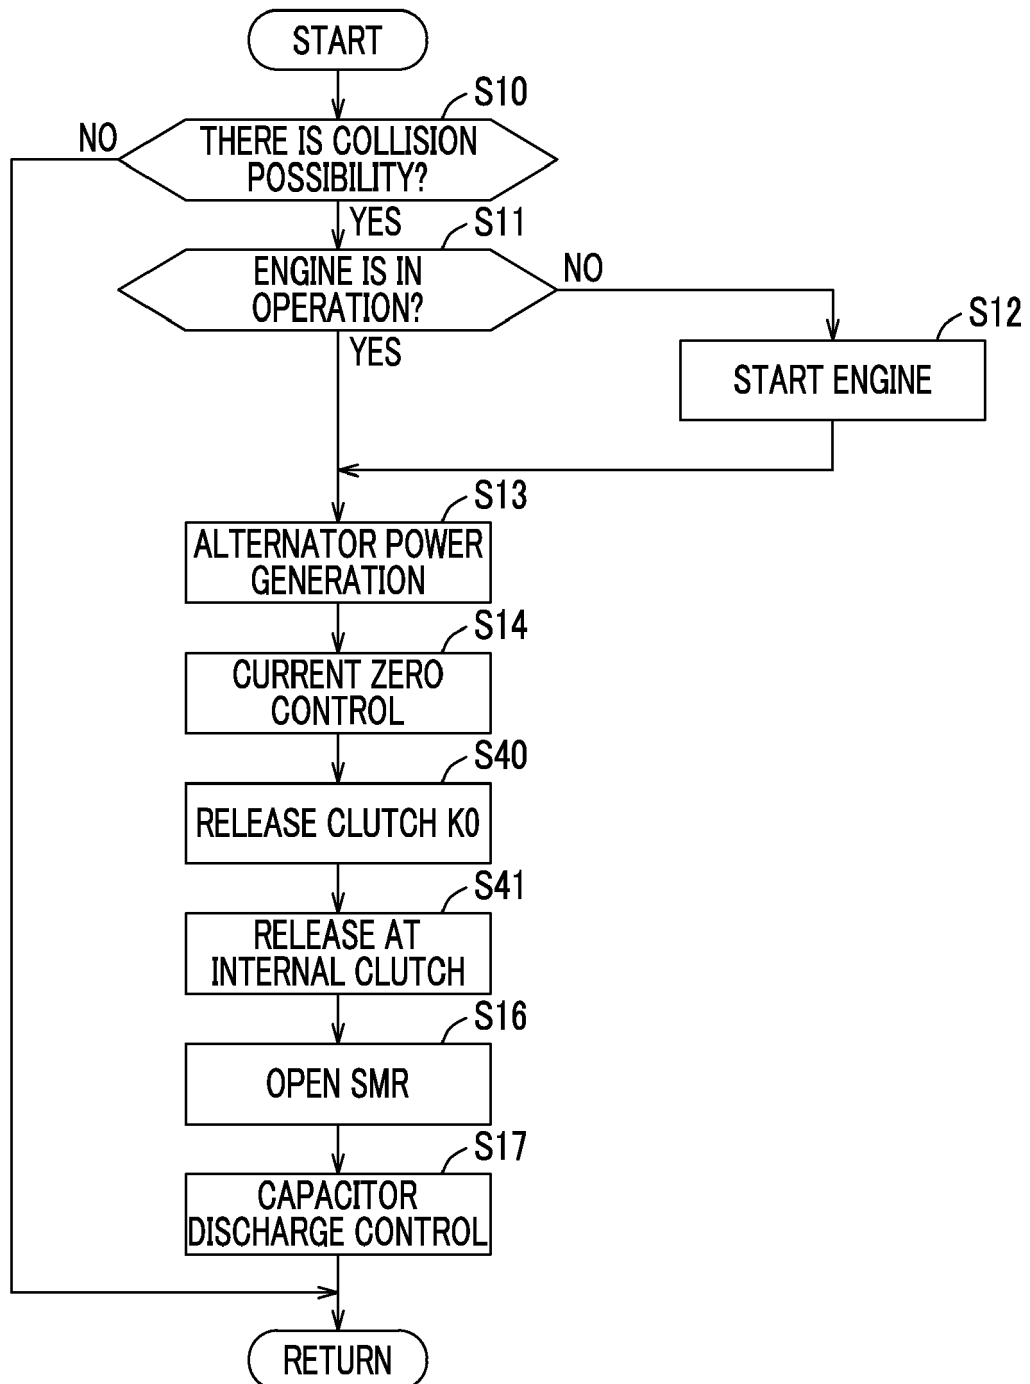 START
S10
NO
THERE IS COLLISION
POSSIBILITY?
YES
S11
ENGINE IS IN
OPERATION?
NO
YES
S12
START ENGINE
S13
ALTERNATOR POWER
GENERATION
S14
CURRENT ZERO
CONTROL
S40
RELEASE CLUTCH K0
S41
RELEASE AT
INTERNAL CLUTCH
S16
OPEN SMR
S17
CAPACITOR
DISCHARGE CONTROL
RETURN